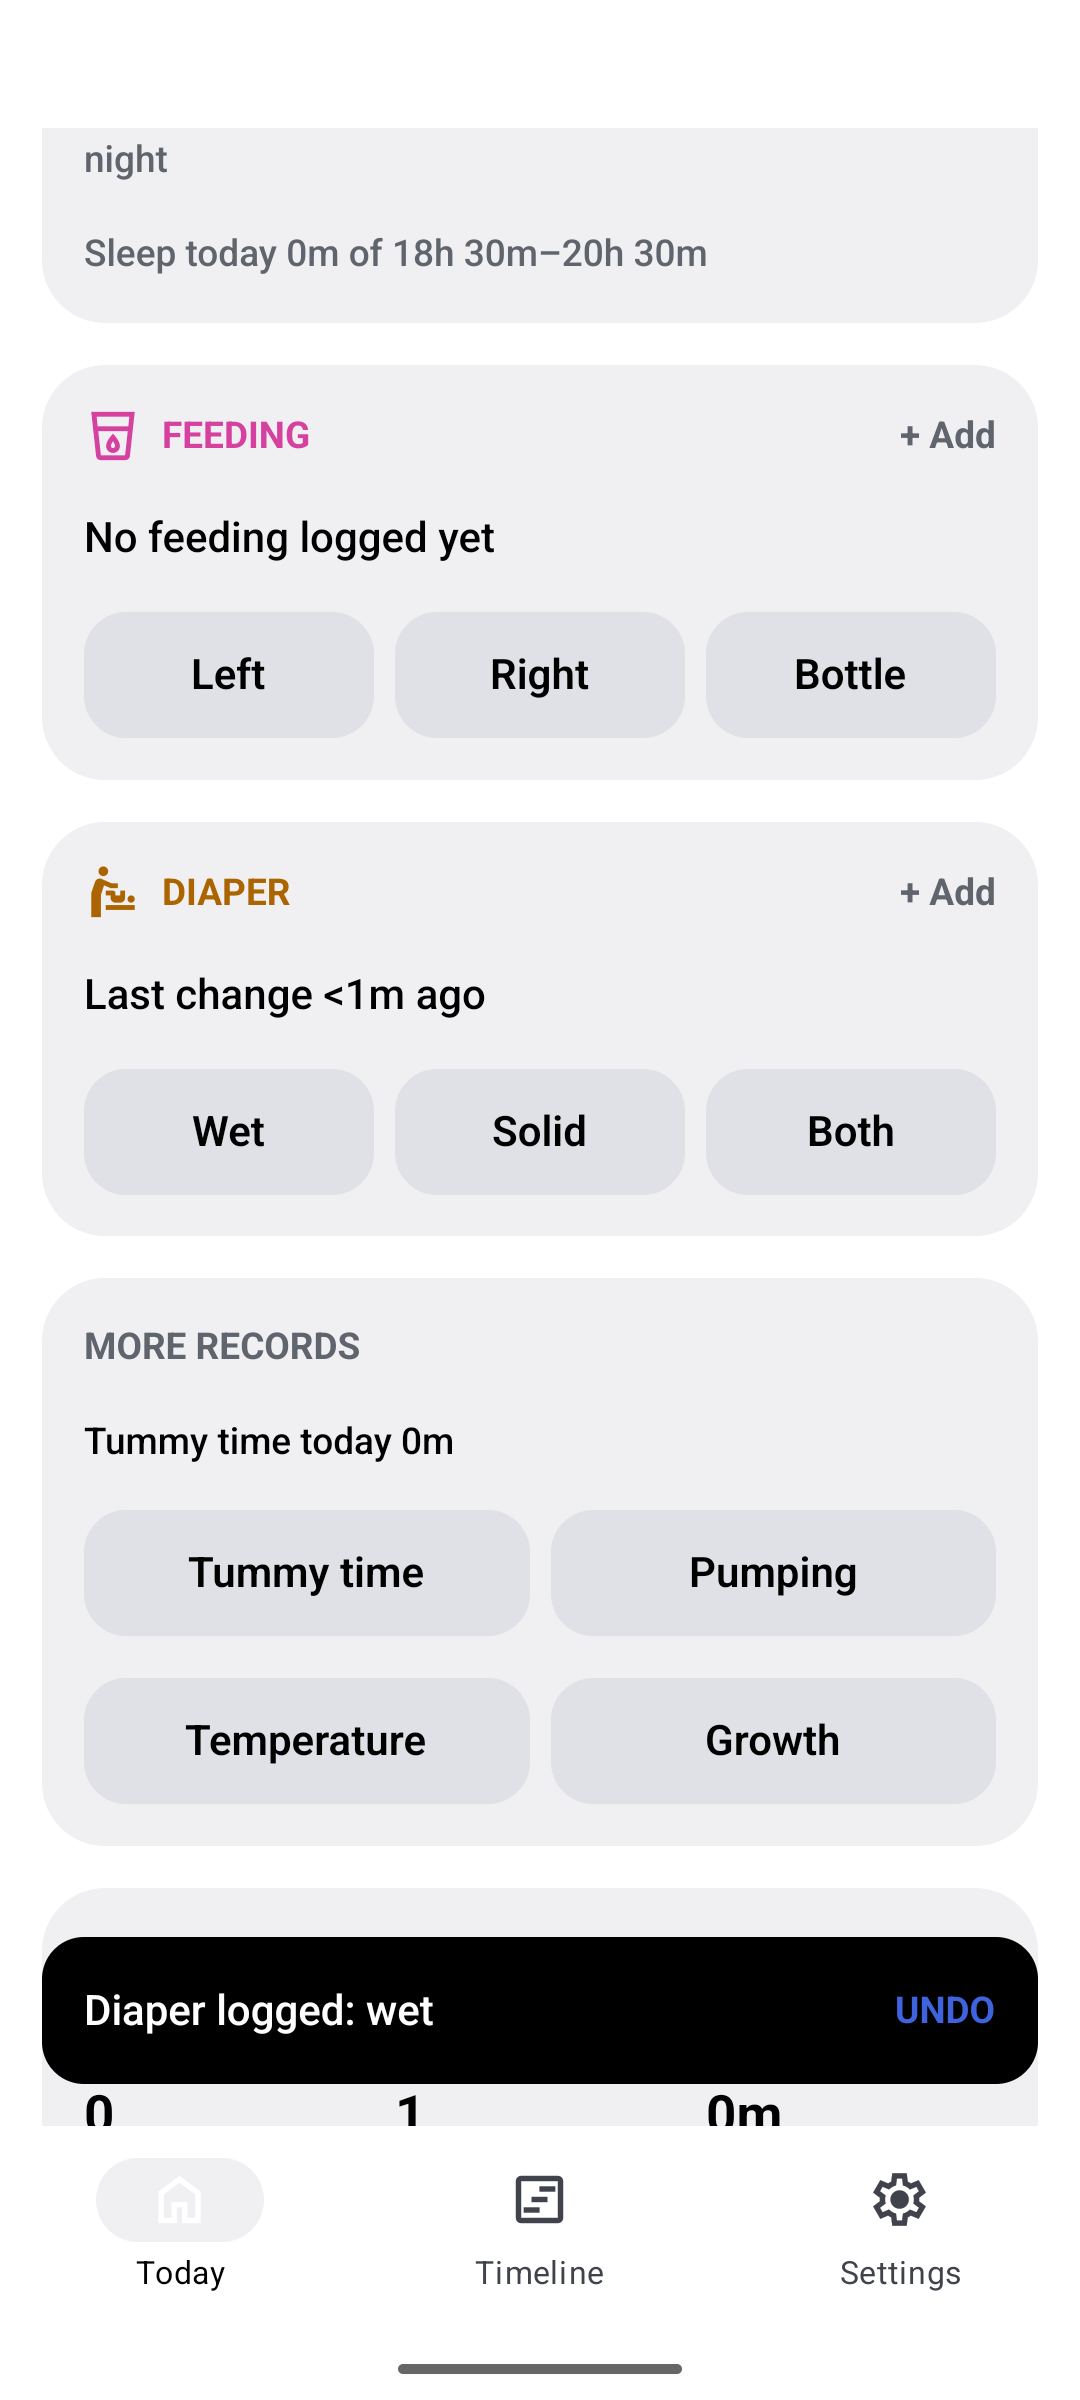 night
Sleep today 0m of 18h 30m–20h 30m
FEEDING
+ Add
No feeding logged yet
Left
Right
Bottle
DIAPER
+ Add
Last change <1m ago
Wet
Solid
Both
MORE RECORDS
Tummy time today 0m
Tummy time
Pumping
Temperature
Growth
Diaper logged: wet
UNDO
0
1
0m
Today
Timeline
Settings